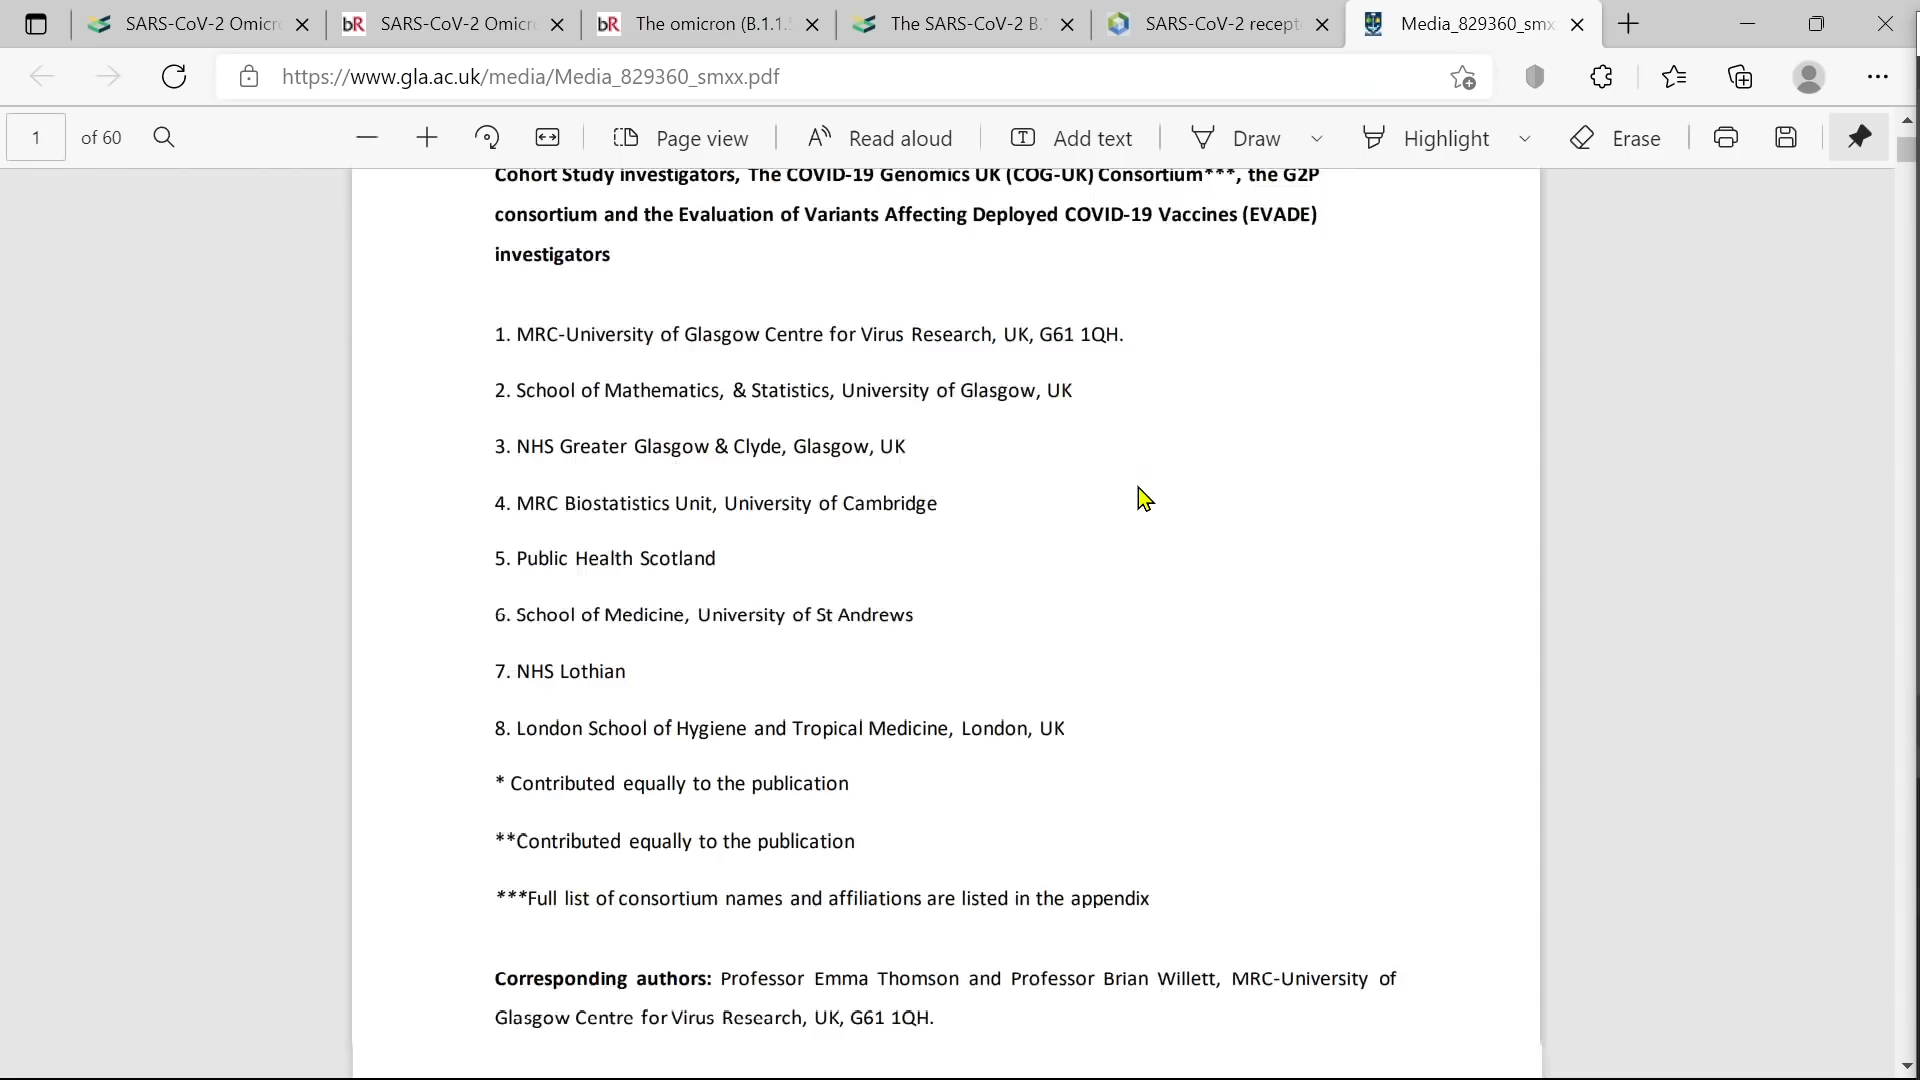 SARS-CoV-2 Omicr
SARS-CoV-2 Omicr
The omicron (B.1.1.
The SARS-CoV-2 B.
SARS-CoV-2 recept
Media_829360_smx
https://www.gla.ac.uk/media/Media_829360_smxx.pdf
1 of 60 Page view Read aloud Add text Draw Highlight Erase
Cohort Study investigators, The COVID-19 Genomics UK (COG-UK) Consortium***, the G2P
consortium and the Evaluation of Variants Affecting Deployed COVID-19 Vaccines (EVADE)
investigators
1. MRC-University of Glasgow Centre for Virus Research, UK, G61 1QH.
2. School of Mathematics, & Statistics, University of Glasgow, UK
3. NHS Greater Glasgow & Clyde, Glasgow, UK
4. MRC Biostatistics Unit, University of Cambridge
5. Public Health Scotland
6. School of Medicine, University of St Andrews
7. NHS Lothian
8. London School of Hygiene and Tropical Medicine, London, UK
* Contributed equally to the publication
**Contributed equally to the publication
***Full list of consortium names and affiliations are listed in the appendix
Corresponding authors: Professor Emma Thomson and Professor Brian Willett, MRC-University of
Glasgow Centre for Virus Research, UK, G61 1QH.